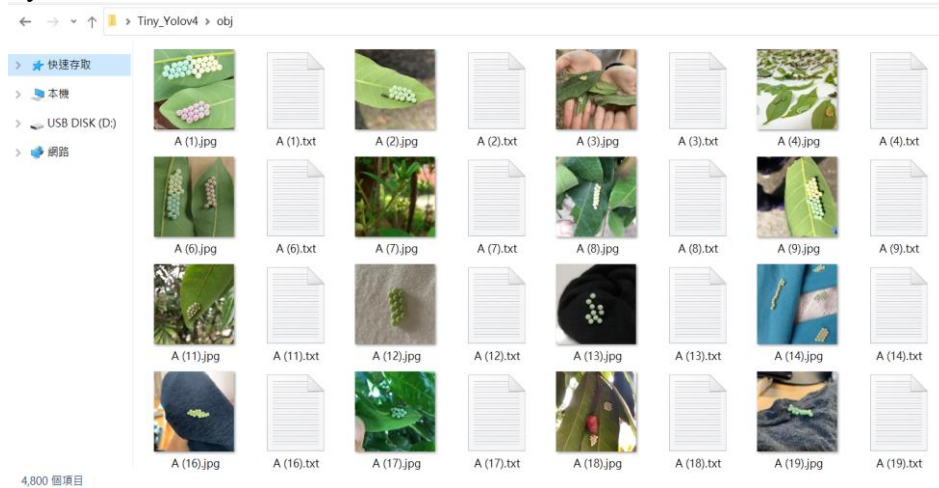 Tiny_Yolov4 > obj
快速存取
本機
USB DISK (D:)
網路
A (1).jpg A (1).txt A (2).jpg A (2).txt A (3).jpg A (3).txt A (4).jpg A (4).txt
A (6).jpg A (6).txt A (7).jpg A (7).txt A (8).jpg A (8).txt A (9).jpg A (9).txt
A (11).jpg A (11).txt A (12).jpg A (12).txt A (13).jpg A (13).txt A (14).jpg A (14).txt
A (16).jpg A (16).txt A (17).jpg A (17).txt A (18).jpg A (18).txt A (19).jpg A (19).txt
4,800 個項目